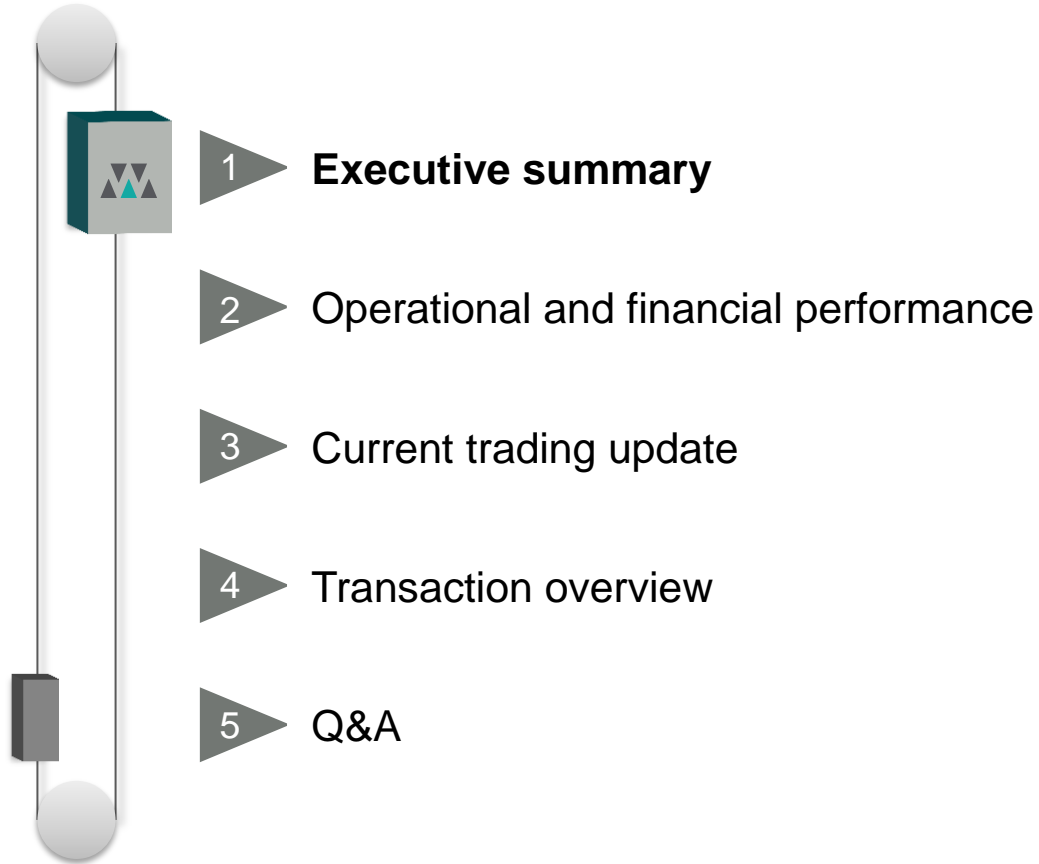 1 Executive summary
2 Operational and financial performance
3 Current trading update
4 Transaction overview
5 Q&A